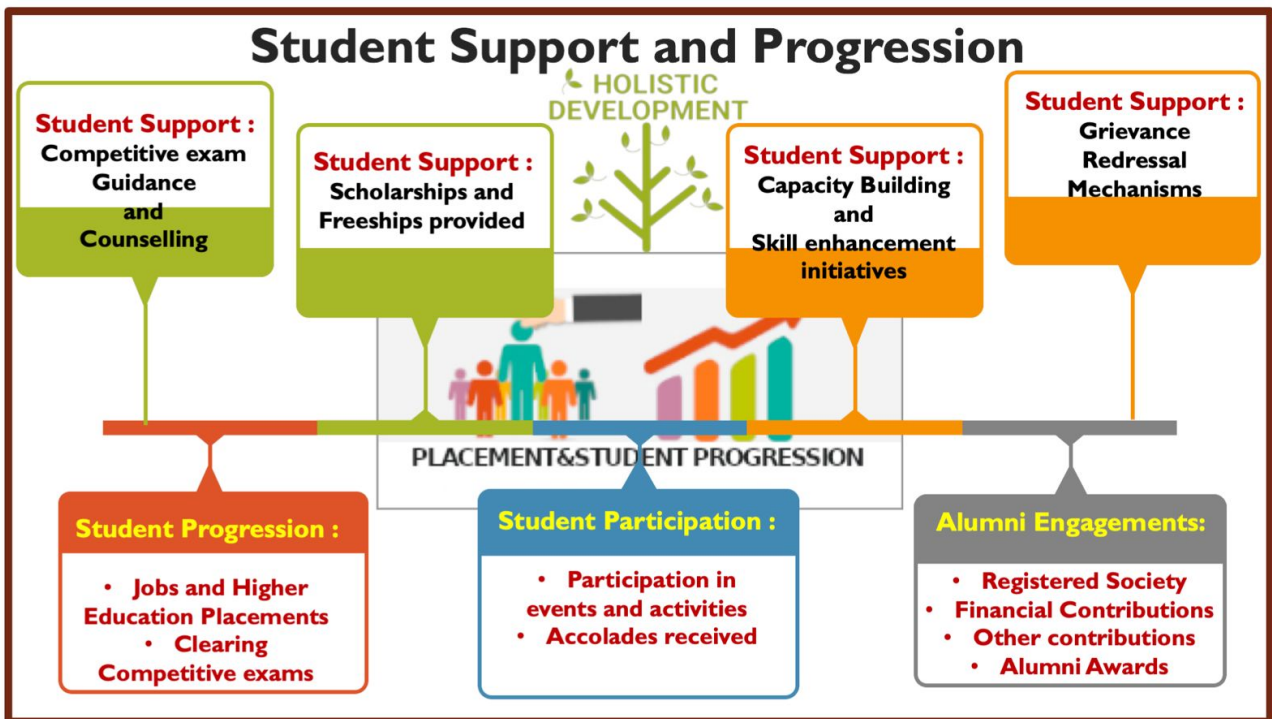 Student Support and Progression
HOLISTIC
DEVELOPMENT
Student Support :
Competitive exam
Guidance
and
Counselling
Student Support :
Scholarships and
Freeships provided
Student Support :
Capacity Building
and
Skill enhancement
initiatives
Student Support :
Grievance
Redressal
Mechanisms
PLACEMENT&STUDENT PROGRESSION
Student Progression :
• Jobs and Higher
Education Placements
• Clearing
Competitive exams
Student Participation :
• Participation in
events and activities
• Accolades received
Alumni Engagements:
• Registered Society
• Financial Contributions
• Other contributions
• Alumni Awards